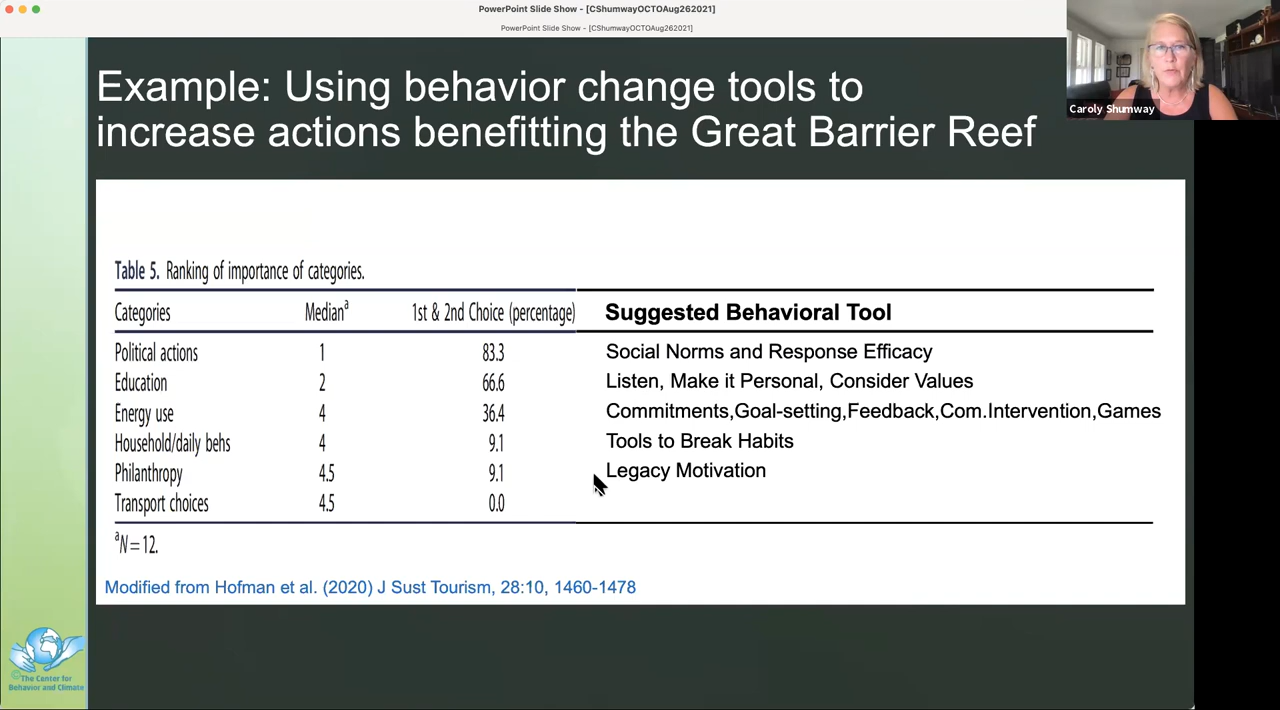 PowerPoint Slide Show - [CShumwayOCTOAug262021]
PowerPoint Slide Show - [CShumwayOCTOAug262021]
Caroly Shumway
Example: Using behavior change tools to
increase actions benefitting the Great Barrier Reef
Table 5. Ranking of importance of categories.
Categories Medianª 1st & 2nd Choice (percentage) Suggested Behavioral Tool
Political actions 1 83.3 Social Norms and Response Efficacy
Education 2 66.6 Listen, Make it Personal, Consider Values
Energy use 4 36.4 Commitments,Goal-setting,Feedback,Com.Intervention,Games
Household/daily behs 4 9.1 Tools to Break Habits
Philanthropy 4.5 9.1 Legacy Motivation
Transport choices 4.5 0.0
ªN=12.
Modified from Hofman et al. (2020) J Sust Tourism, 28:10, 1460-1478
©The Center for
Behavior and Climate